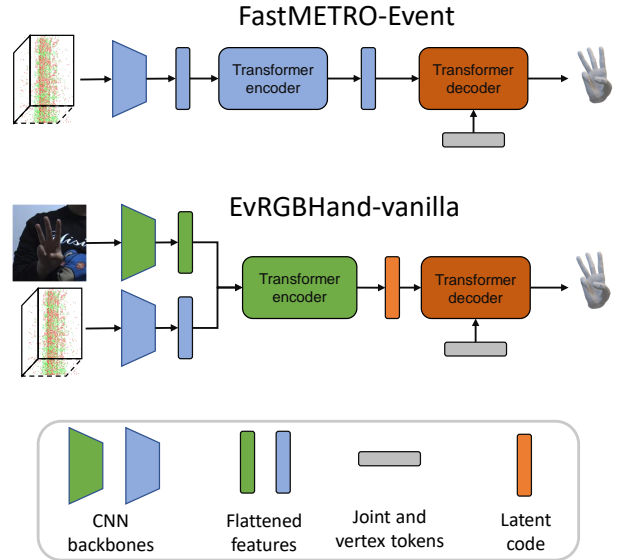 FastMETRO-Event
Transformer
encoder
Transformer
decoder
EvRGBHand-vanilla
Transformer
encoder
Transformer
decoder
CNN
backbones
Flattened
features
Joint and
vertex tokens
Latent
code